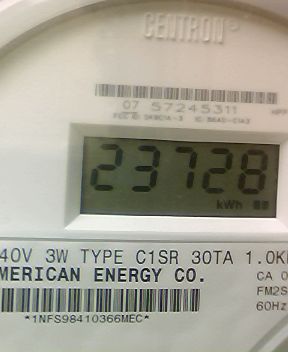 CENTRON
07 57245311
23728
kWh
40V 3W TYPE C1SR 30TA 1.0K
MERICAN ENERGY CO.
CA 0
FM2S
60Hz
*1NFS98410366MEC*